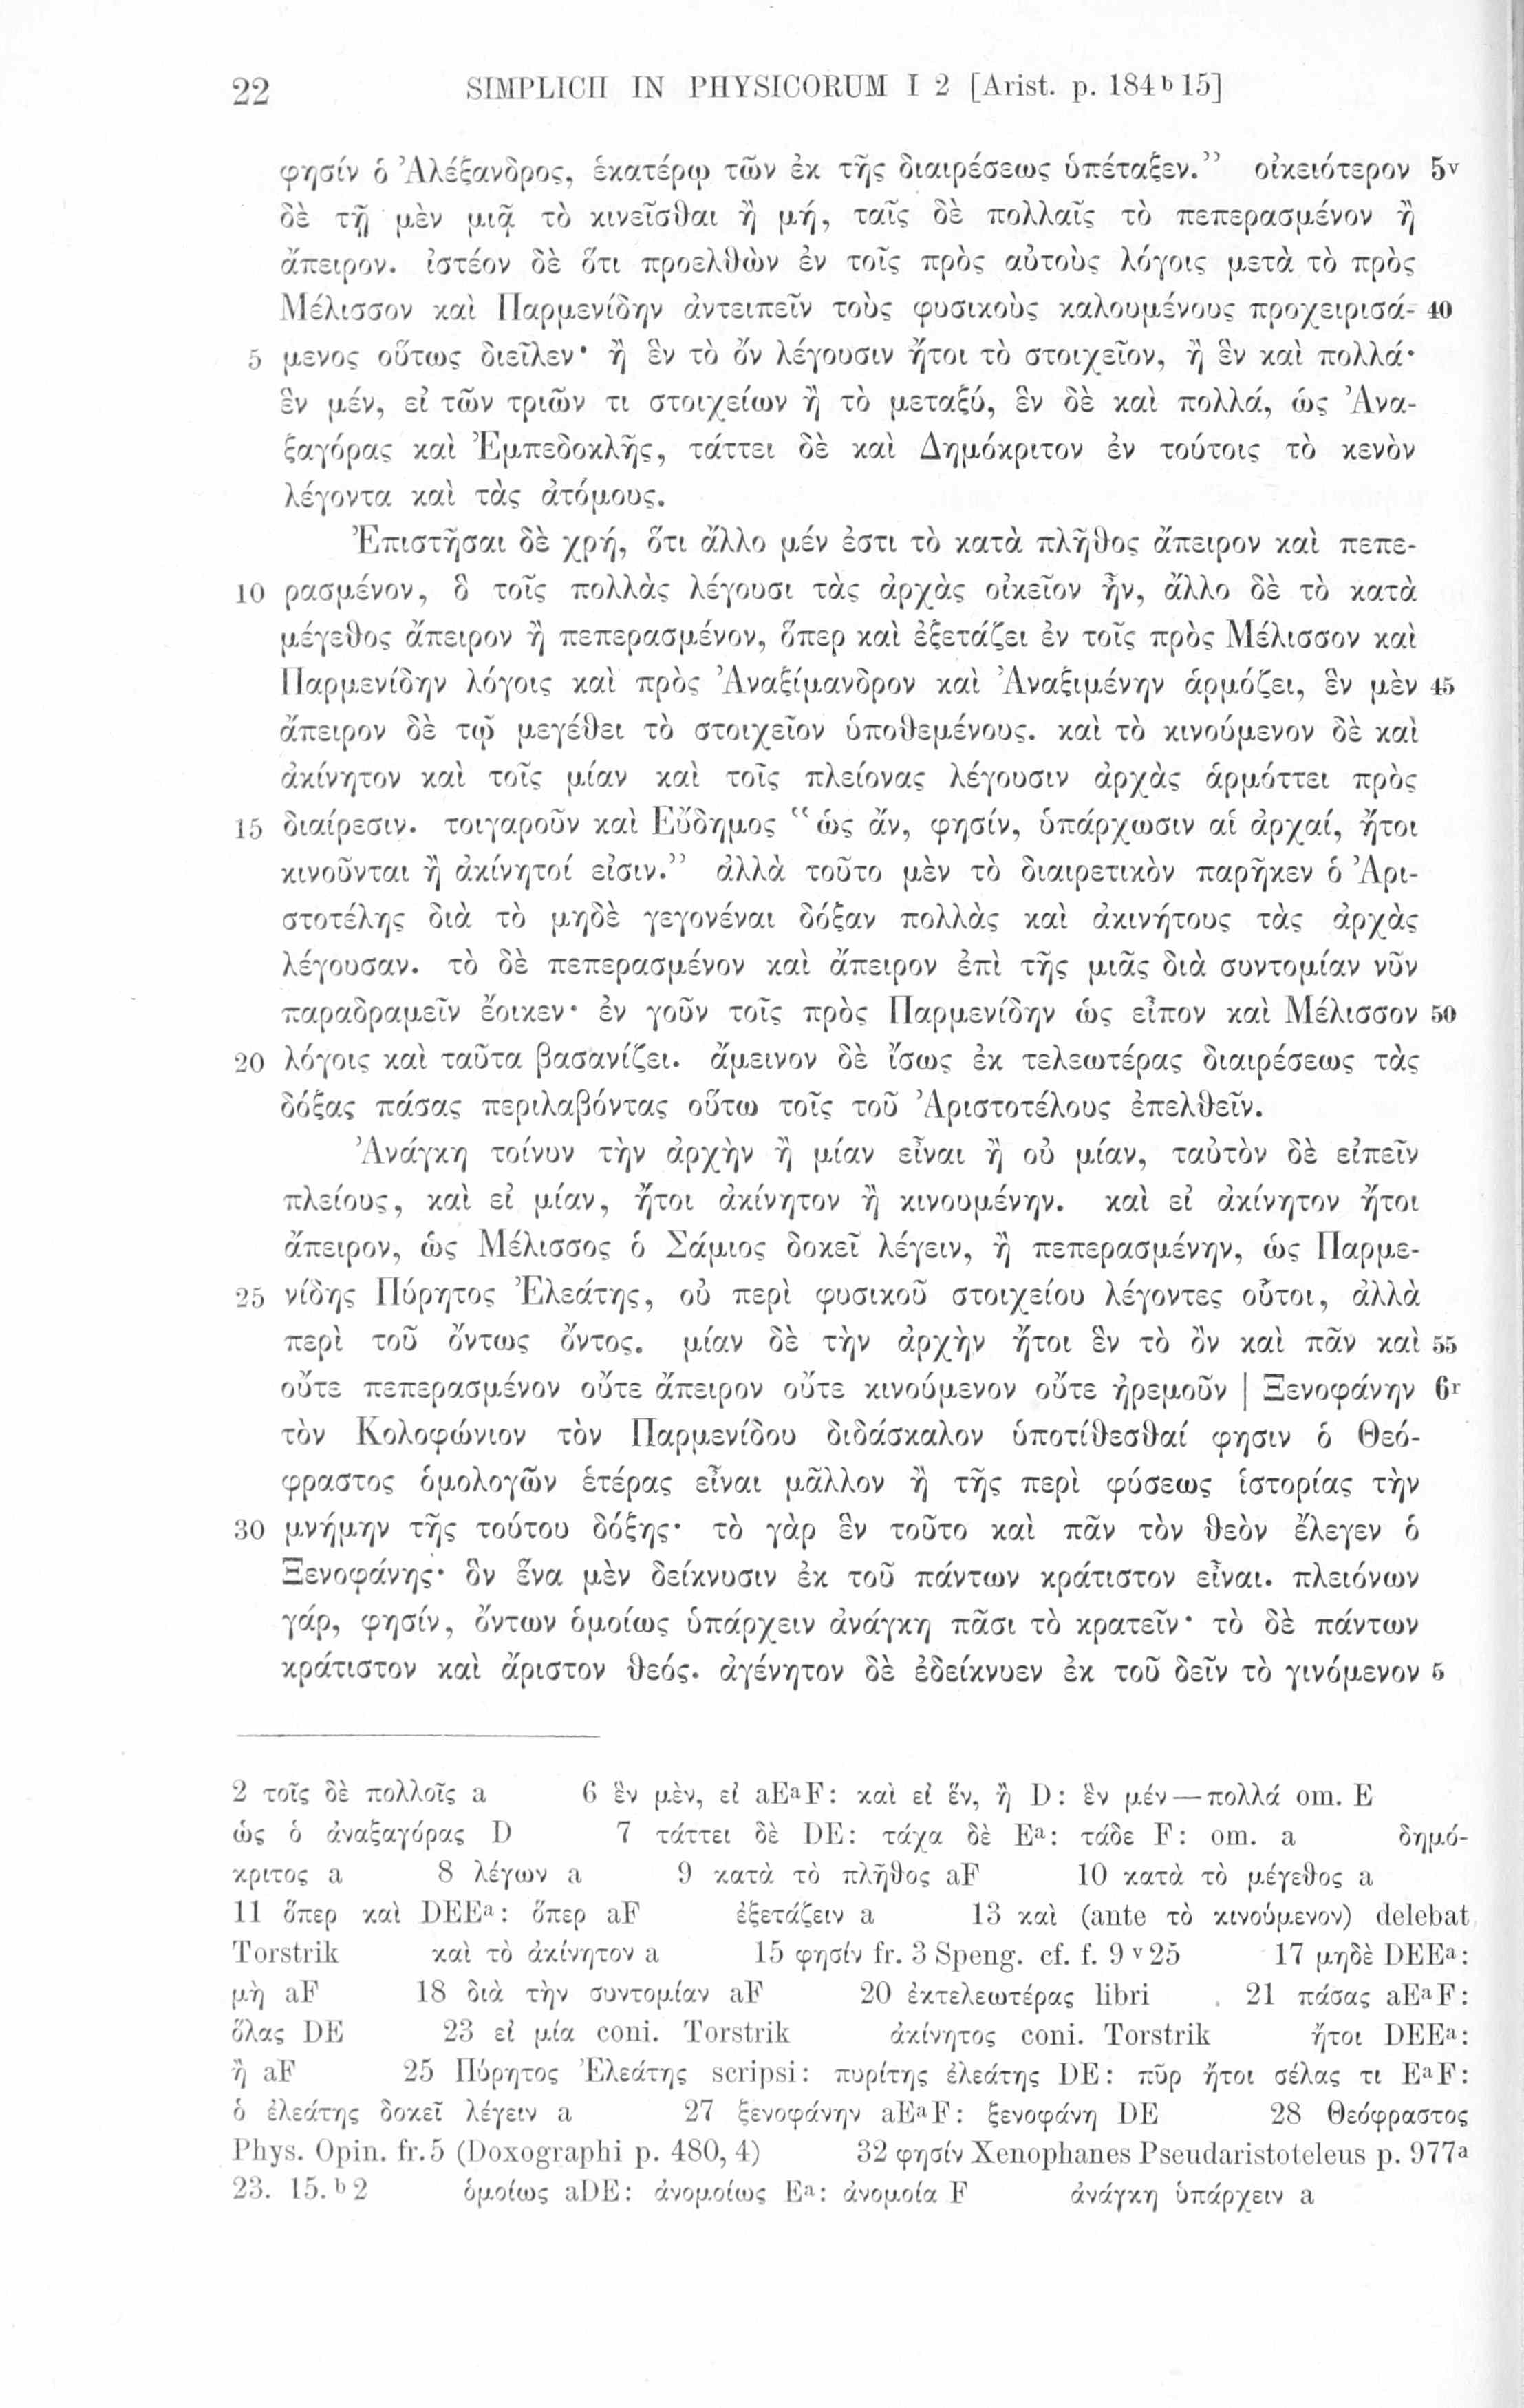 22 SIMPLICII IN PHYSICORUM I 2 [Arist. p. 184ᵇ15]
φησίν ὁ Ἀλέξανδρος, ἑκατέρῳ τῶν ἐκ τῆς διαιρέσεως ὑπέταξεν.” οἰκειότερον 5ᵛ
δὲ τῇ μὲν μιᾷ τὸ κινεῖσθαι ἢ μή, ταῖς δὲ πολλαῖς τὸ πεπερασμένον ἢ
ἄπειρον. ἰστέον δὲ ὅτι προελθὼν ἐν τοῖς πρὸς αὐτοὺς λόγοις μετὰ τὸ πρὸς
Μέλισσον καὶ Παρμενίδην ἀντειπεῖν τοὺς φυσικοὺς καλουμένους προχειρισά- 40
5 μενος οὕτως διεῖλεν· ἢ ἓν τὸ ὂν λέγουσιν ἤτοι τὸ στοιχεῖον, ἢ ἓν καὶ πολλά·
ἓν μέν, εἰ τῶν τριῶν τι στοιχείων ἢ τὸ μεταξύ, ἓν δὲ καὶ πολλά, ὡς Ἀνα-
ξαγόρας καὶ Ἐμπεδοκλῆς, τάττει δὲ καὶ Δημόκριτον ἐν τούτοις τὸ κενὸν
λέγοντα καὶ τὰς ἀτόμους.
Ἐπιστῆσαι δὲ χρή, ὅτι ἄλλο μέν ἐστι τὸ κατὰ πλῆθος ἄπειρον καὶ πεπε-
10 ρασμένον, ὃ τοῖς πολλὰς λέγουσι τὰς ἀρχὰς οἰκεῖον ἦν, ἄλλο δὲ τὸ κατὰ
μέγεθος ἄπειρον ἢ πεπερασμένον, ὅπερ καὶ ἐξετάζει ἐν τοῖς πρὸς Μέλισσον καὶ
Παρμενίδην λόγοις καὶ πρὸς Ἀναξίμανδρον καὶ Ἀναξιμένην ἁρμόζει, ἓν μὲν 45
ἄπειρον δὲ τῷ μεγέθει τὸ στοιχεῖον ὑποθεμένους. καὶ τὸ κινούμενον δὲ καὶ
ἀκίνητον καὶ τοῖς μίαν καὶ τοῖς πλείονας λέγουσιν ἀρχὰς ἁρμόττει πρὸς
15 διαίρεσιν. τοιγαροῦν καὶ Εὔδημος “ὡς ἄν, φησίν, ὑπάρχωσιν αἱ ἀρχαί, ἤτοι
κινοῦνται ἢ ἀκίνητοί εἰσιν.” ἀλλὰ τοῦτο μὲν τὸ διαιρετικὸν παρῆκεν ὁ Ἀρι-
στοτέλης διὰ τὸ μηδὲ γεγονέναι δόξαν πολλὰς καὶ ἀκινήτους τὰς ἀρχὰς
λέγουσαν. τὸ δὲ πεπερασμένον καὶ ἄπειρον ἐπὶ τῆς μιᾶς διὰ συντομίαν νῦν
παραδραμεῖν ἔοικεν· ἐν γοῦν τοῖς πρὸς Παρμενίδην ὡς εἶπον καὶ Μέλισσον 50
20 λόγοις καὶ ταῦτα βασανίζει. ἄμεινον δὲ ἴσως ἐκ τελεωτέρας διαιρέσεως τὰς
δόξας πάσας περιλαβόντας οὕτω τοῖς τοῦ Ἀριστοτέλους ἐπελθεῖν.
Ἀνάγκη τοίνυν τὴν ἀρχὴν ἢ μίαν εἶναι ἢ οὐ μίαν, ταὐτὸν δὲ εἰπεῖν
πλείους, καὶ εἰ μίαν, ἤτοι ἀκίνητον ἢ κινουμένην. καὶ εἰ ἀκίνητον ἤτοι
ἄπειρον, ὡς Μέλισσος ὁ Σάμιος δοκεῖ λέγειν, ἢ πεπερασμένην, ὡς Παρμε-
25 νίδης Πύρητος Ἐλεάτης, οὐ περὶ φυσικοῦ στοιχείου λέγοντες οὗτοι, ἀλλὰ
περὶ τοῦ ὄντως ὄντος. μίαν δὲ τὴν ἀρχὴν ἤτοι ἓν τὸ ὂν καὶ πᾶν καὶ 55
οὔτε πεπερασμένον οὔτε ἄπειρον οὔτε κινούμενον οὔτε ἠρεμοῦν | Ξενοφάνην 6ʳ
τὸν Κολοφώνιον τὸν Παρμενίδου διδάσκαλον ὑποτίθεσθαί φησιν ὁ Θεό-
φραστος ὁμολογῶν ἑτέρας εἶναι μᾶλλον ἢ τῆς περὶ φύσεως ἱστορίας τὴν
30 μνήμην τῆς τούτου δόξης· τὸ γὰρ ἓν τοῦτο καὶ πᾶν τὸν θεὸν ἔλεγεν ὁ
Ξενοφάνης· ὃν ἕνα μὲν δείκνυσιν ἐκ τοῦ πάντων κράτιστον εἶναι. πλειόνων
γάρ, φησίν, ὄντων ὁμοίως ὑπάρχειν ἀνάγκη πᾶσι τὸ κρατεῖν· τὸ δὲ πάντων
κράτιστον καὶ ἄριστον θεός. ἀγένητον δὲ ἐδείκνυεν ἐκ τοῦ δεῖν τὸ γινόμενον 5
2 τοῖς δὲ πολλοῖς a 6 ἓν μὲν, εἰ aEᵃF: καὶ εἰ ἕν, ἢ D: ἓν μέν — πολλά om. E
ὡς ὁ ἀναξαγόρας D 7 τάττει δὲ DE: τάχα δὲ Eᵃ: τάδε F: om. a δημό-
κριτος a 8 λέγων a 9 κατὰ τὸ πλῆθος aF 10 κατὰ τὸ μέγεθος a
11 ὅπερ καὶ DEEᵃ: ὅπερ aF ἐξετάζειν a 13 καὶ (ante τὸ κινούμενον) delebat
Torstrik καὶ τὸ ἀκίνητον a 15 φησίν fr. 3 Speng. cf. f. 9ᵛ25 17 μηδὲ DEEᵃ:
μὴ aF 18 διὰ τὴν συντομίαν aF 20 ἐκτελεωτέρας libri 21 πάσας aEᵃF:
ὅλας DE 23 εἰ μία coni. Torstrik ἀκίνητος coni. Torstrik ἤτοι DEEᵃ:
ἢ aF 25 Πύρητος Ἐλεάτης scripsi: πυρίτης ἐλεάτης DE: πῦρ ἤτοι σέλας τι EᵃF:
ὁ ἐλεάτης δοκεῖ λέγειν a 27 ξενοφάνην aEᵃF: ξενοφάνη DE 28 Θεόφραστος
Phys. Opin. fr. 5 (Doxographi p. 480, 4) 32 φησίν Xenophanes Pseudaristoteleus p. 977ᵃ
23. 15. ᵇ2 ὁμοίως aDE: ἀνομοίως Eᵃ: ἀνομοία F ἀνάγκη ὑπάρχειν a